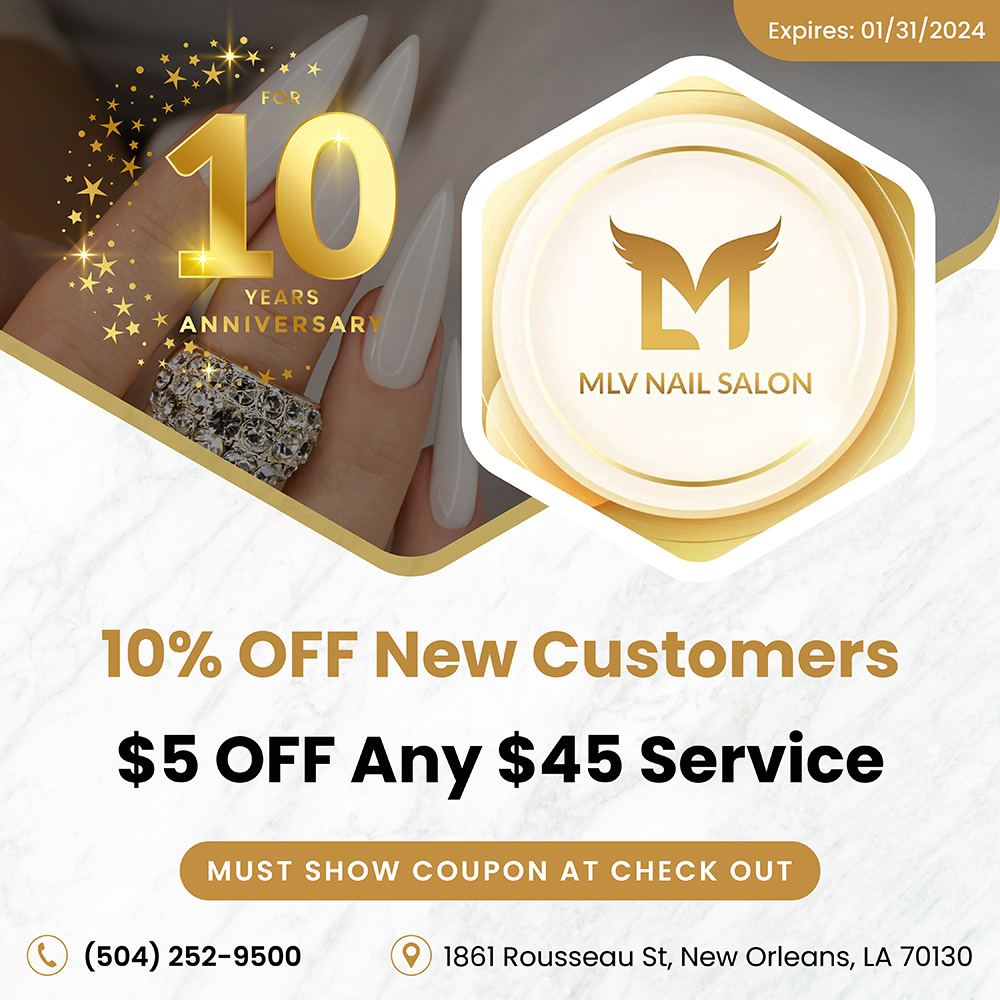 Expires: 01/31/2024
FOR
10
YEARS
ANNIVERSARY
MLV NAIL SALON
10% OFF New Customers
$5 OFF Any $45 Service
MUST SHOW COUPON AT CHECK OUT
(504) 252-9500
1861 Rousseau St, New Orleans, LA 70130